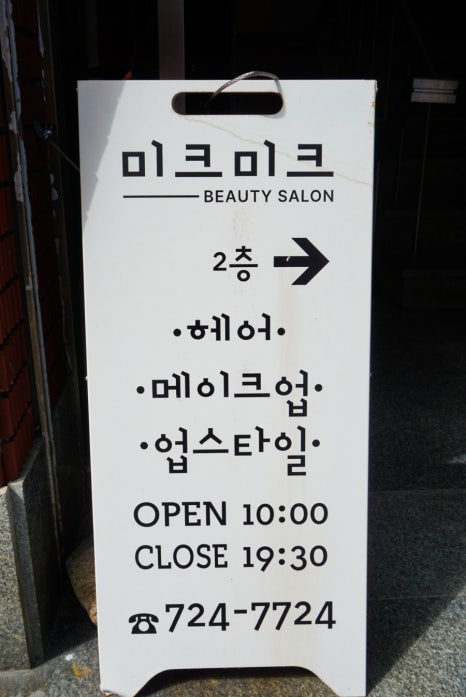 미크미크
BEAUTY SALON
2층 →
•헤어•
•메이크업•
•업스타일•
OPEN 10:00
CLOSE 19:30
☎724-7724